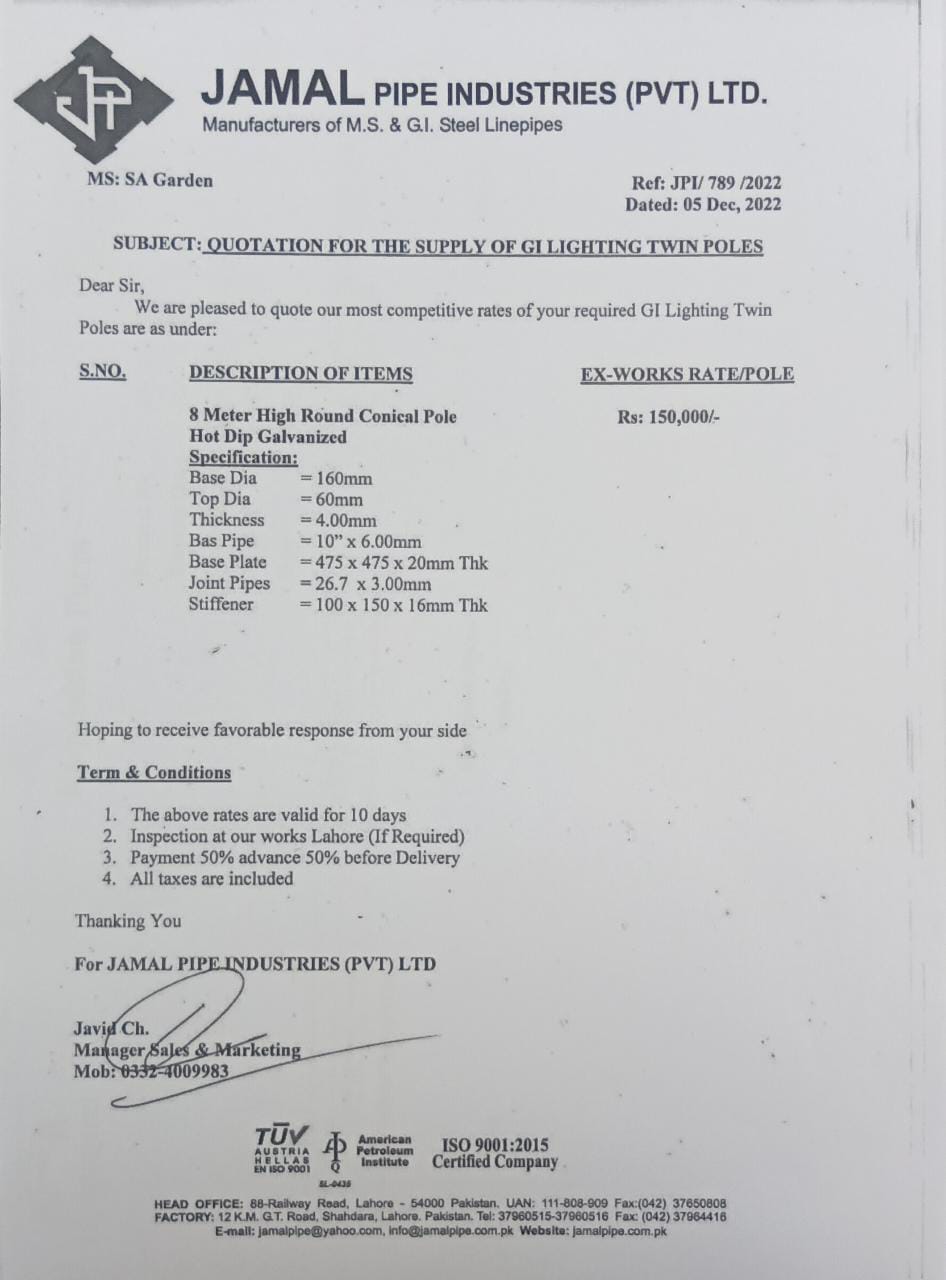 JAMAL PIPE INDUSTRIES (PVT) LTD.
Manufacturers of M.S. & G.I. Steel Linepipes
MS: SA Garden
Ref: JPI/ 789 /2022
Dated: 05 Dec, 2022
SUBJECT: QUOTATION FOR THE SUPPLY OF GI LIGHTING TWIN POLES
Dear Sir,
We are pleased to quote our most competitive rates of your required GI Lighting Twin
Poles are as under:
S.NO. DESCRIPTION OF ITEMS EX-WORKS RATE/POLE
8 Meter High Round Conical Pole Rs: 150,000/-
Hot Dip Galvanized
Specification:
Base Dia = 160mm
Top Dia = 60mm
Thickness = 4.00mm
Bas Pipe = 10” x 6.00mm
Base Plate = 475 x 475 x 20mm Thk
Joint Pipes = 26.7 x 3.00mm
Stiffener = 100 x 150 x 16mm Thk
Hoping to receive favorable response from your side
Term & Conditions
1. The above rates are valid for 10 days
2. Inspection at our works Lahore (If Required)
3. Payment 50% advance 50% before Delivery
4. All taxes are included
Thanking You
For JAMAL PIPE INDUSTRIES (PVT) LTD
Javid Ch.
Manager Sales & Marketing
Mob: 0332-4009983
TÜV
AUSTRIA
HELLAS
EN ISO 9001
American
Petroleum
Institute
5L-0435
ISO 9001:2015
Certified Company
HEAD OFFICE: 88-Railway Road, Lahore - 54000 Pakistan. UAN: 111-808-909 Fax:(042) 37650808
FACTORY: 12 K.M. G.T. Road, Shahdara, Lahore. Pakistan. Tel: 37960515-37960516 Fax: (042) 37964416
E-mail: jamalpipe@yahoo.com, info@jamalpipe.com.pk Website: jamalpipe.com.pk